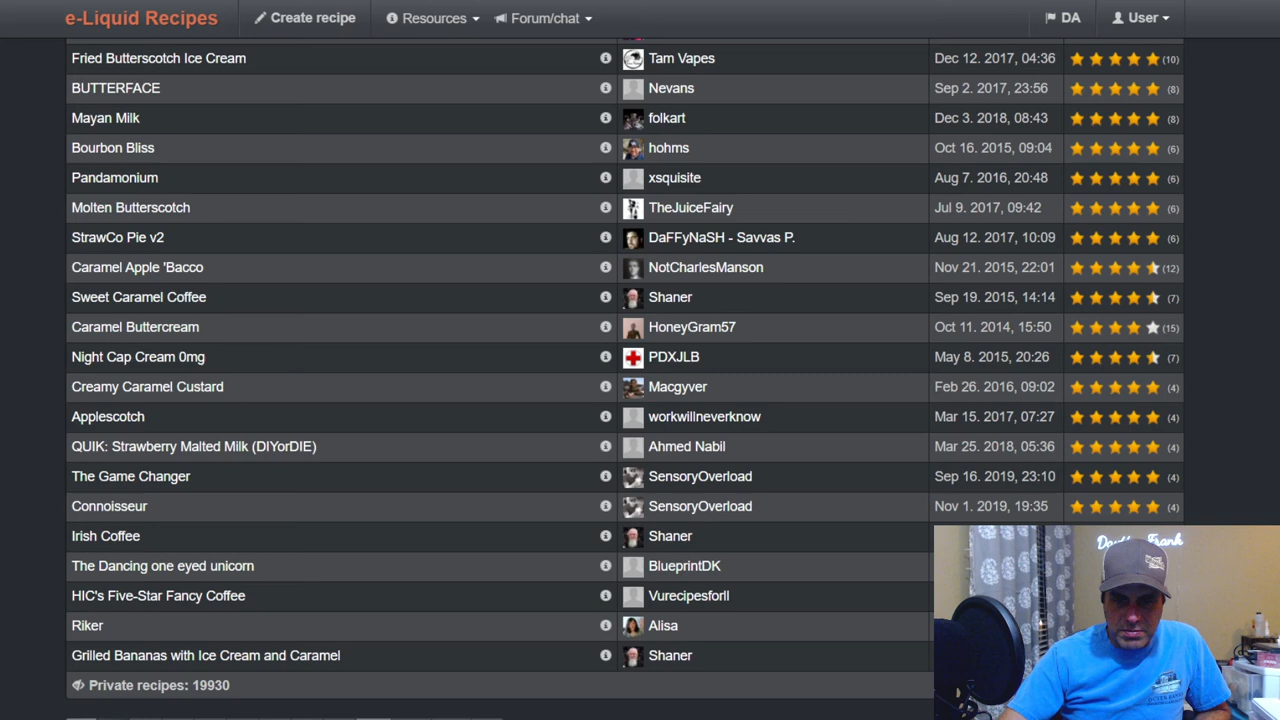 e-Liquid Recipes Create recipe Resources Forum/chat DA User
Fried Butterscotch Ice Cream Tam Vapes Dec 12. 2017, 04:36 (10)
BUTTERFACE Nevans Sep 2. 2017, 23:56 (8)
Mayan Milk folkart Dec 3. 2018, 08:43 (8)
Bourbon Bliss hohms Oct 16. 2015, 09:04 (6)
Pandamonium xsquisite Aug 7. 2016, 20:48 (6)
Molten Butterscotch TheJuiceFairy Jul 9. 2017, 09:42 (6)
StrawCo Pie v2 DaFFyNaSH - Savvas P. Aug 12. 2017, 10:09 (6)
Caramel Apple 'Bacco NotCharlesManson Nov 21. 2015, 22:01 (12)
Sweet Caramel Coffee Shaner Sep 19. 2015, 14:14 (7)
Caramel Buttercream HoneyGram57 Oct 11. 2014, 15:50 (15)
Night Cap Cream 0mg PDXJLB May 8. 2015, 20:26 (7)
Creamy Caramel Custard Macgyver Feb 26. 2016, 09:02 (4)
Applescotch workwillneverknow Mar 15. 2017, 07:27 (4)
QUIK: Strawberry Malted Milk (DIYorDIE) Ahmed Nabil Mar 25. 2018, 05:36 (4)
The Game Changer SensoryOverload Sep 16. 2019, 23:10 (4)
Connoisseur SensoryOverload Nov 1. 2019, 19:35 (4)
Irish Coffee Shaner
The Dancing one eyed unicorn BlueprintDK
HIC's Five-Star Fancy Coffee Vurecipesforll
Riker Alisa
Grilled Bananas with Ice Cream and Caramel Shaner
Private recipes: 19930